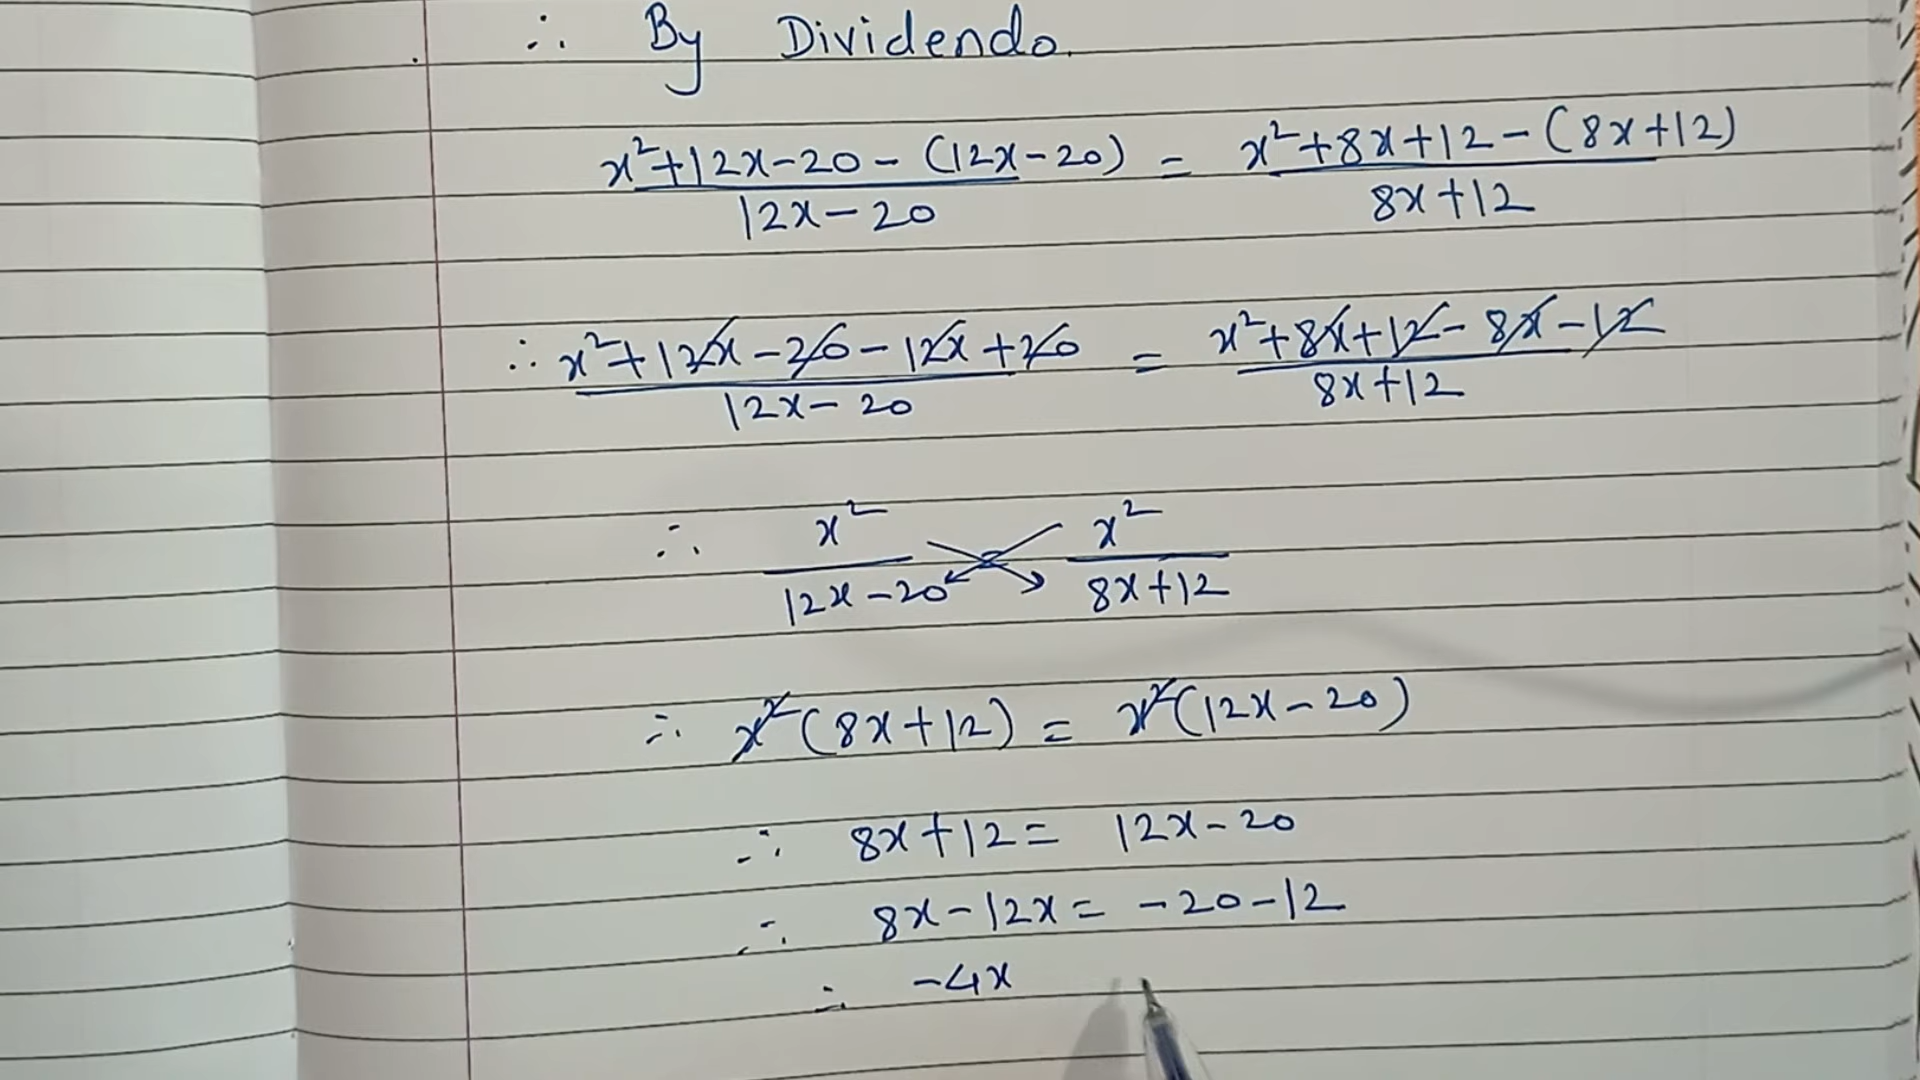 ∴ By Dividendo.
x²+12x-20-(12x-20)/12x-20 = x²+8x+12-(8x+12)/8x+12
∴ x²+12x-20-12x+20/12x-20 = x²+8x+12-8x-12/8x+12
∴ x²/12x-20 x²/8x+12
∴ x²(8x+12) = x²(12x-20)
∴ 8x+12 = 12x-20
∴ 8x-12x = -20-12
∴ -4x